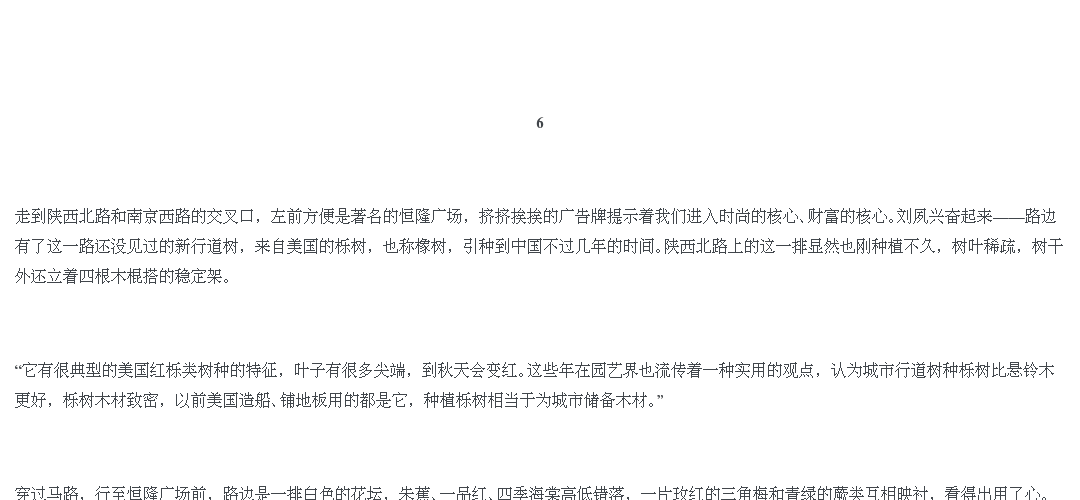 6
走到陕西北路和南京西路的交叉口，左前方便是著名的恒隆广场，挤挤挨挨的广告牌提示着我们进入时尚的核心、财富的核心。刘夙兴奋起来——路边
有了这一路还没见过的新行道树，来自美国的栎树，也称橡树，引种到中国不过几年的时间。陕西北路上的这一排显然也刚种植不久，树叶稀疏，树干
外还立着四根木棍搭的稳定架。
“它有很典型的美国红栎类树种的特征，叶子有很多尖端，到秋天会变红。这些年在园艺界也流传着一种实用的观点，认为城市行道树种栎树比悬铃木
更好，栎树木材致密，以前美国造船、铺地板用的都是它，种植栎树相当于为城市储备木材。”
穿过马路，行至恒隆广场前，路边是一排白色的花坛，朱蕉、一品红、四季海棠高低错落，一片玫红的三角梅和青绿的蕨类互相映衬，看得出用了心。